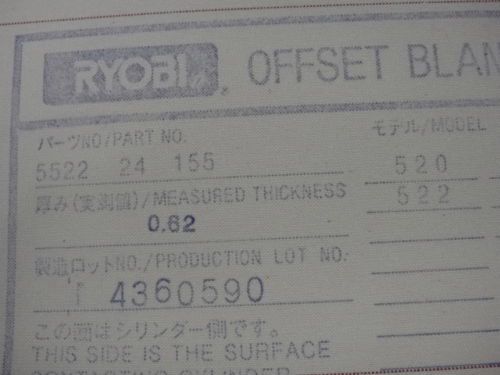 RYOBI® OFFSET BLAN
パーツNO/PART NO.
モデル/MODEL
5522 24 155
520
厚み(実測値)/MEASURED THICKNESS
522
0.62
製造ロットNO./PRODUCTION LOT NO.
4360590
この面はシリンダー側です。
THIS SIDE IS THE SURFACE
CONTACTING CYLINDER